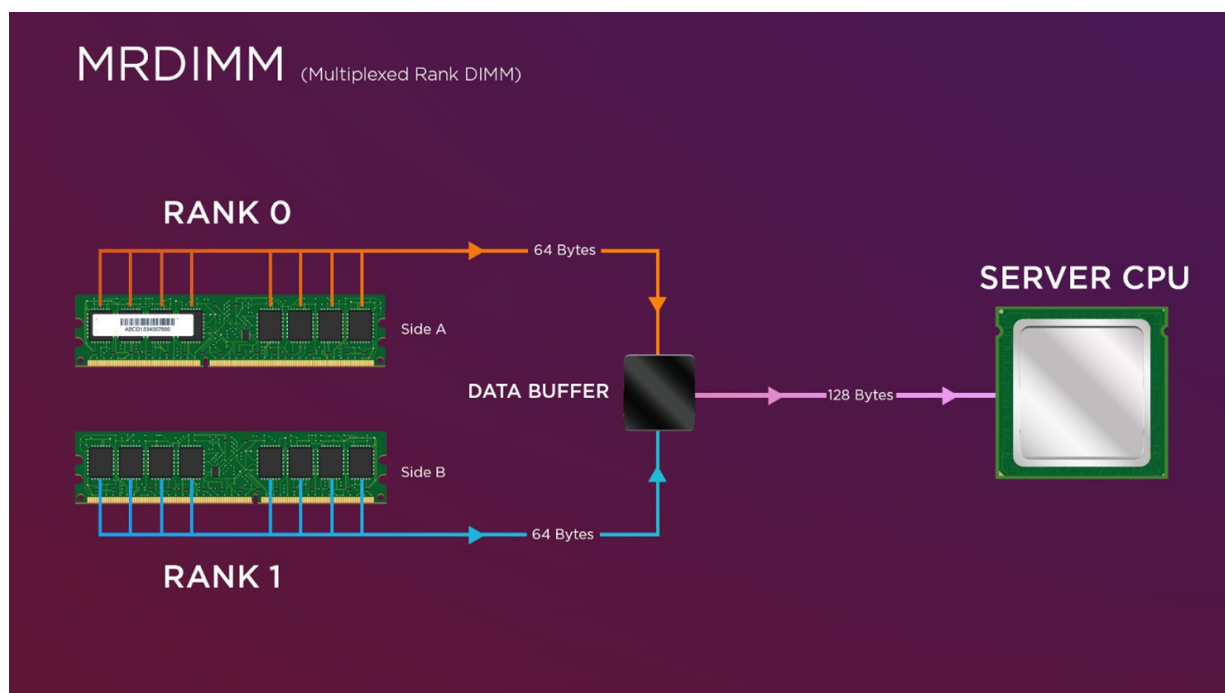 MRDIMM (Multiplexed Rank DIMM)
RANK 0
64 Bytes
ABCD1234567890
Side A
SERVER CPU
DATA BUFFER
128 Bytes
Side B
64 Bytes
RANK 1